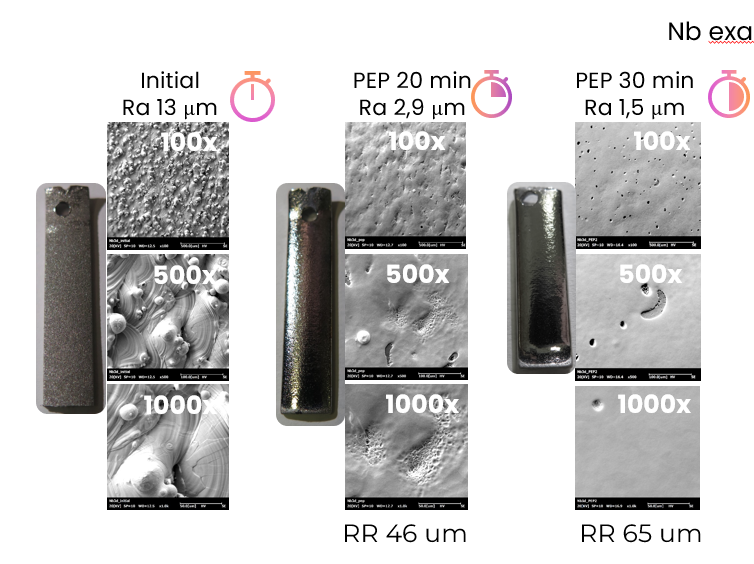 Nb exa
Initial
Ra 13 µm
PEP 20 min
Ra 2,9 µm
PEP 30 min
Ra 1,5 µm
100x
100x
100x
500x
500x
500x
1000x
1000x
1000x
RR 46 um
RR 65 um